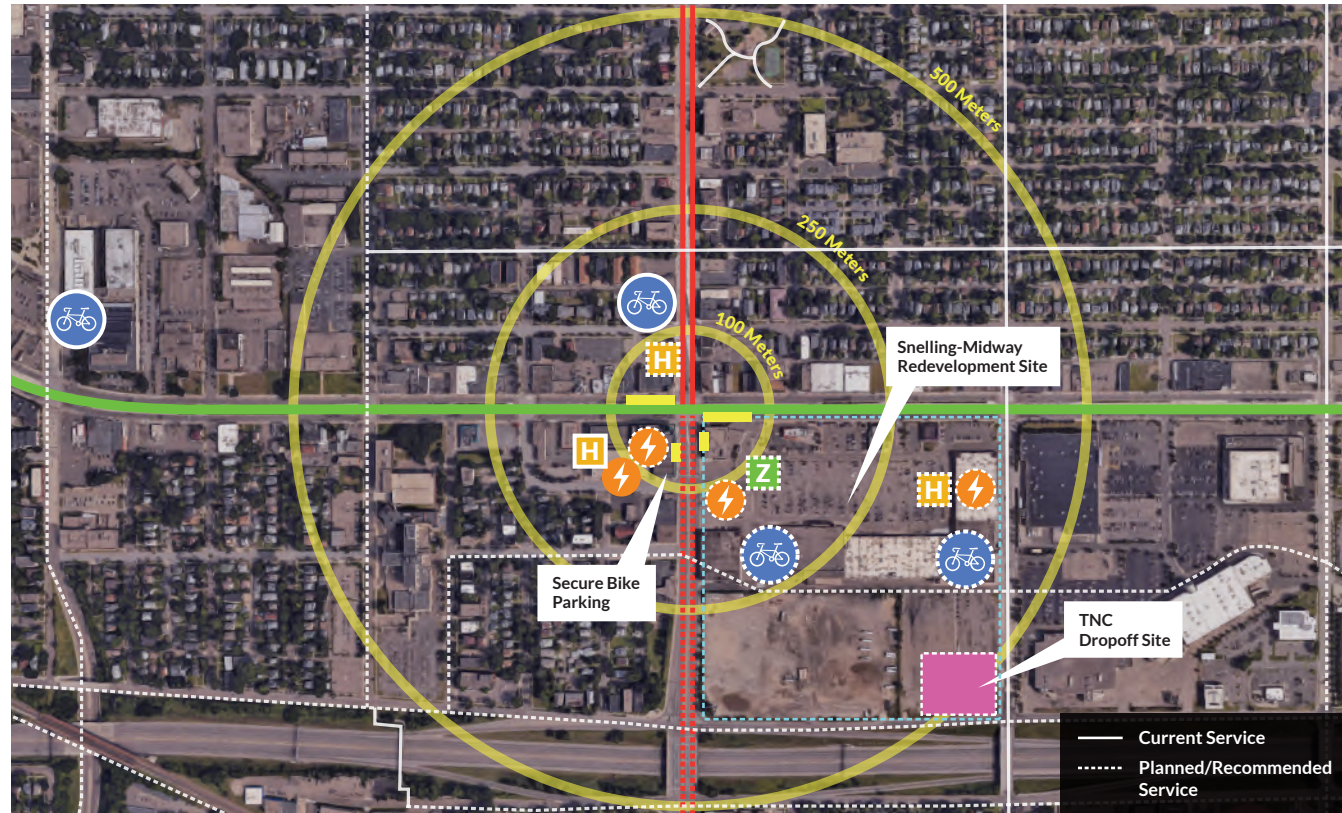 500 Meters
250 Meters
100 Meters
H
Snelling-Midway
Redevelopment Site
H
Z
H
Secure Bike
Parking
TNC
Dropoff Site
Current Service
Planned/Recommended
Service